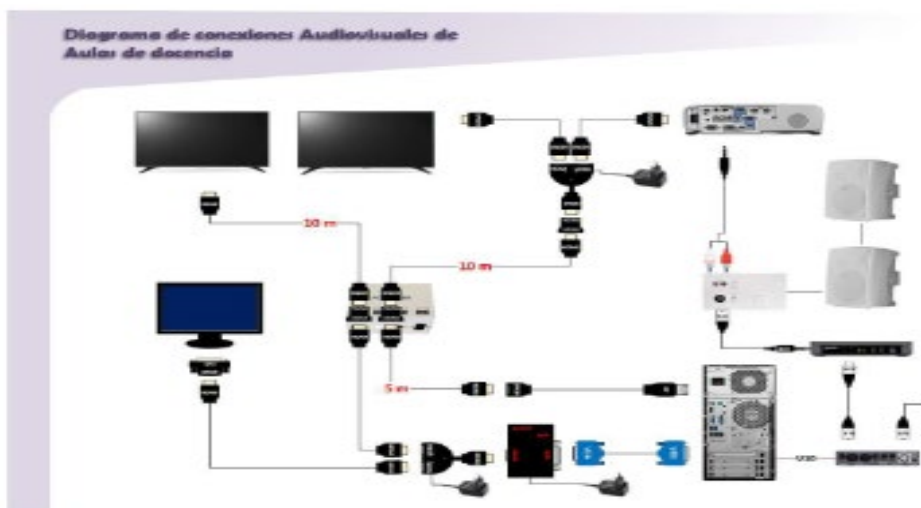 Diagrama de conexiones Audiovisuales de
Aulas de docencia
10 m
10 m
5 m